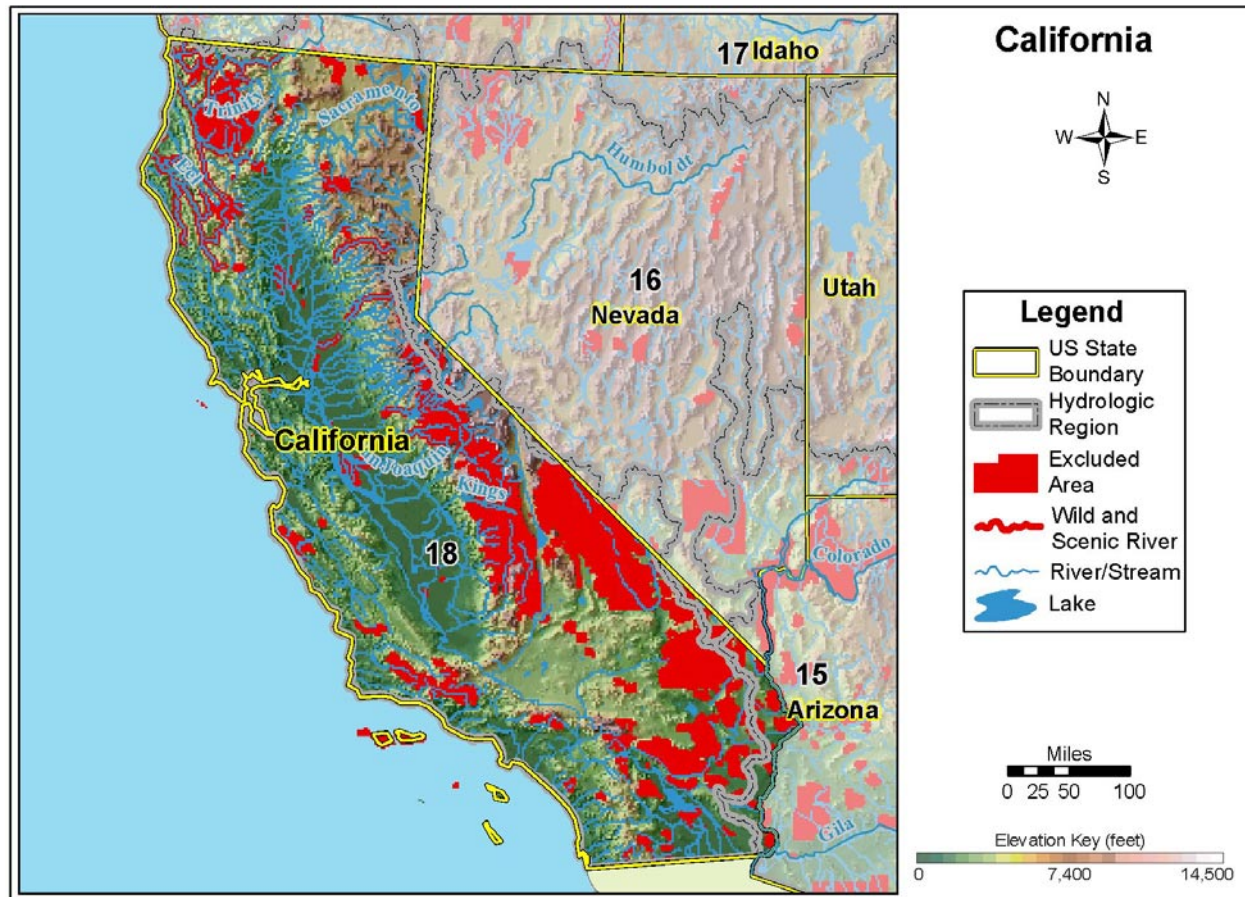 California
N
W E
S
17 Idaho
Trinity
Sacramento
Humboldt
Eel
16
Nevada
Utah
California
Joaquin
Kings
18
Colorado
15
Arizona
Gila
Legend
US State
Boundary
Hydrologic
Region
Excluded
Area
Wild and
Scenic River
River/Stream
Lake
Miles
0 25 50 100
Elevation Key (feet)
0 7,400 14,500